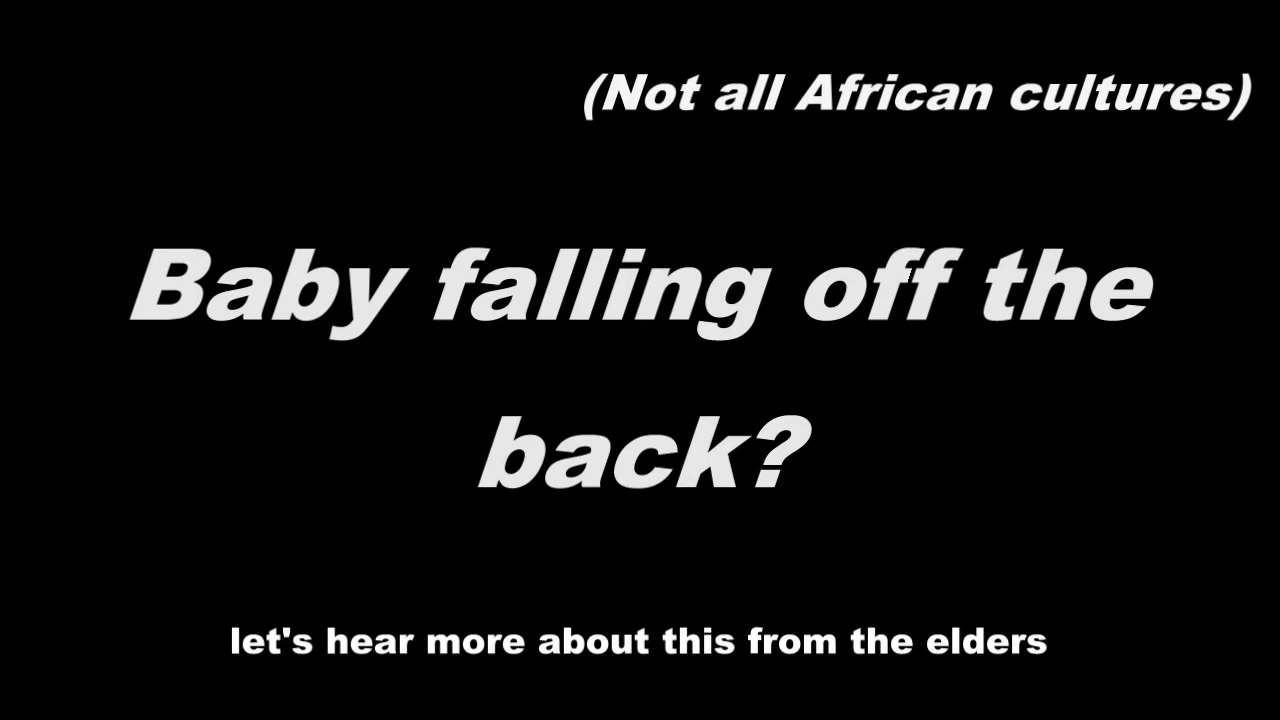 (Not all African cultures)
Baby falling off the
back?
let's hear more about this from the elders